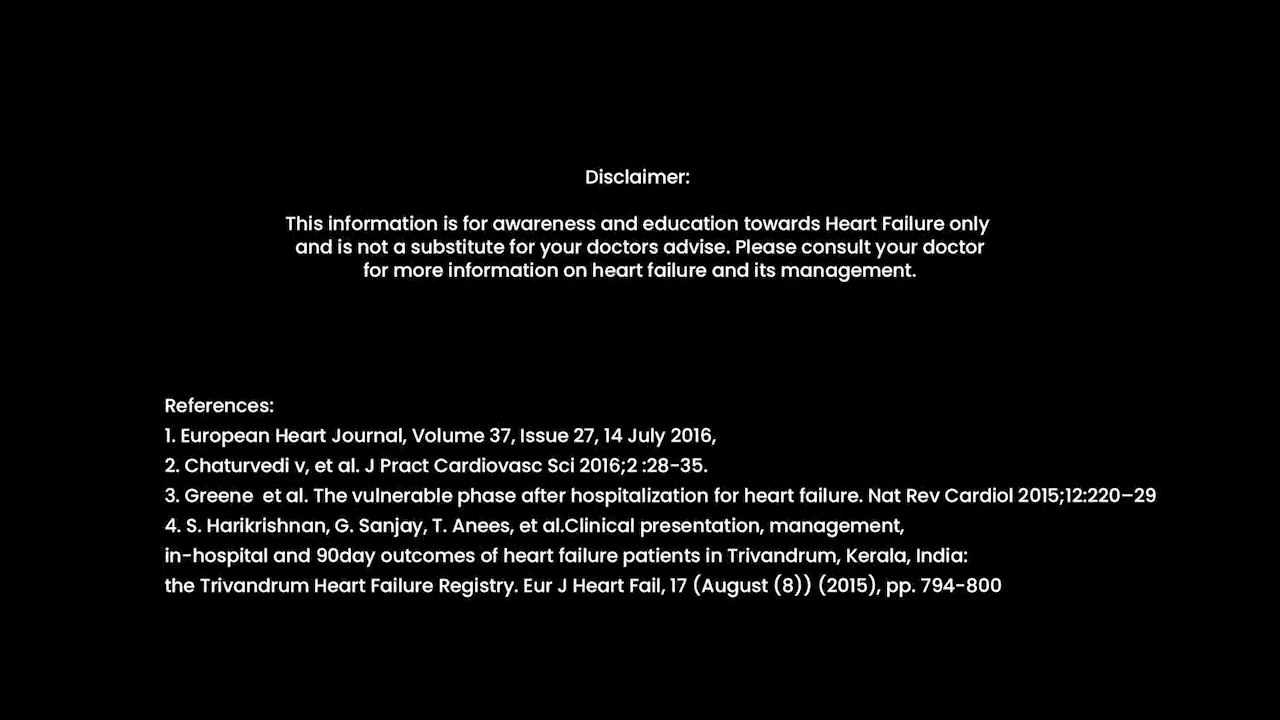 Disclaimer:
This information is for awareness and education towards Heart Failure only
and is not a substitute for your doctors advise. Please consult your doctor
for more information on heart failure and its management.
References:
1. European Heart Journal, Volume 37, Issue 27, 14 July 2016,
2. Chaturvedi v, et al. J Pract Cardiovasc Sci 2016;2 :28-35.
3. Greene  et al. The vulnerable phase after hospitalization for heart failure. Nat Rev Cardiol 2015;12:220–29
4. S. Harikrishnan, G. Sanjay, T. Anees, et al.Clinical presentation, management,
in-hospital and 90day outcomes of heart failure patients in Trivandrum, Kerala, India:
the Trivandrum Heart Failure Registry. Eur J Heart Fail, 17 (August (8)) (2015), pp. 794-800